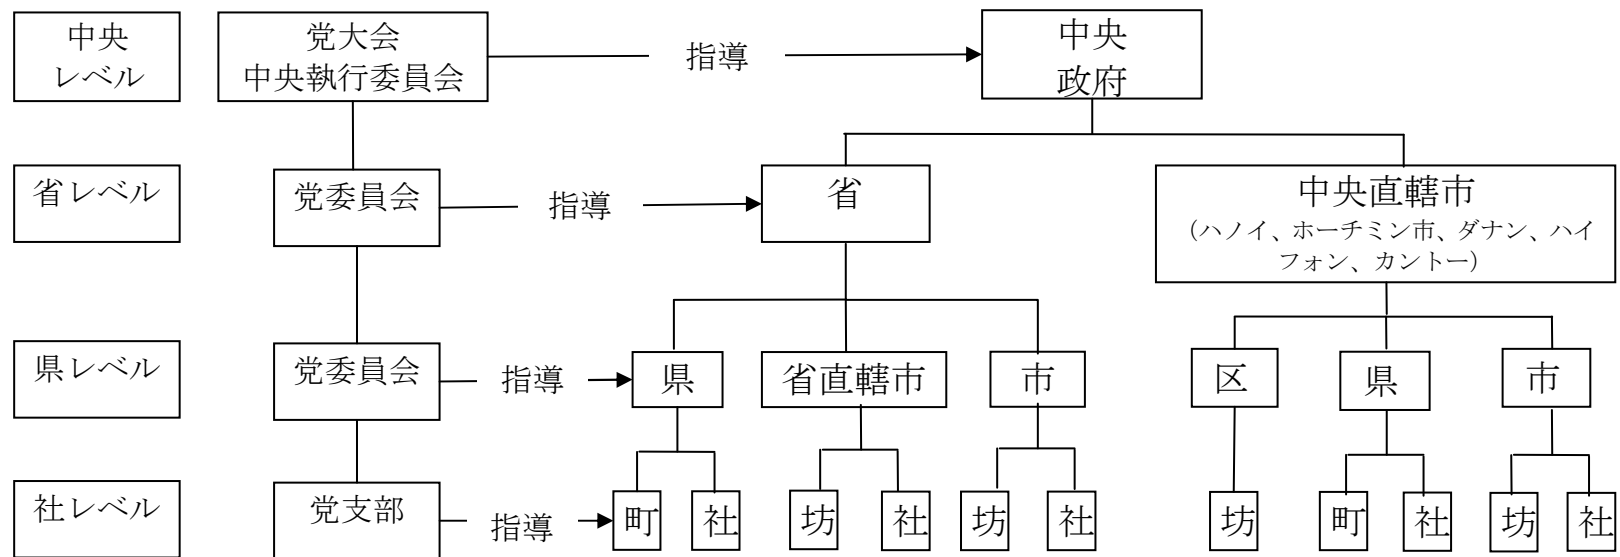 中央
レベル
党大会
中央執行委員会
指導
中央
政府
省レベル
党委員会
指導
省
中央直轄市
（ハノイ、ホーチミン市、ダナン、ハイ
フォン、カントー）
県レベル
党委員会
指導
県
省直轄市
市
区
県
市
社レベル
党支部
指導
町
社
坊
社
坊
社
坊
町
社
坊
社